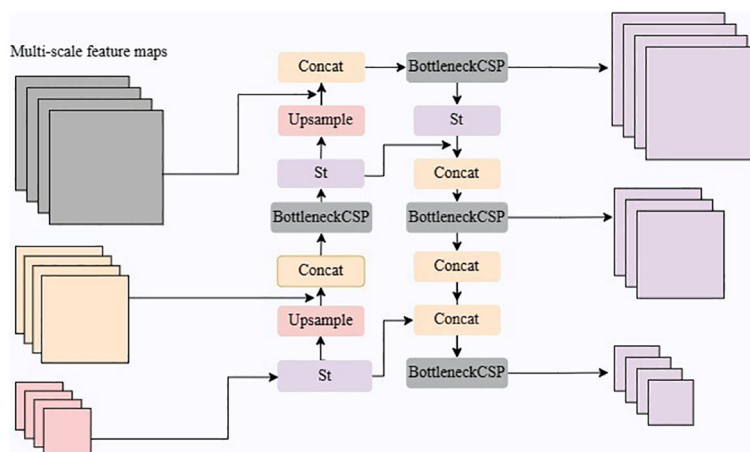 Multi-scale feature maps
Concat
Upsample
St
BottleneckCSP
Concat
Upsample
St
BottleneckCSP
St
Concat
BottleneckCSP
Concat
Concat
BottleneckCSP